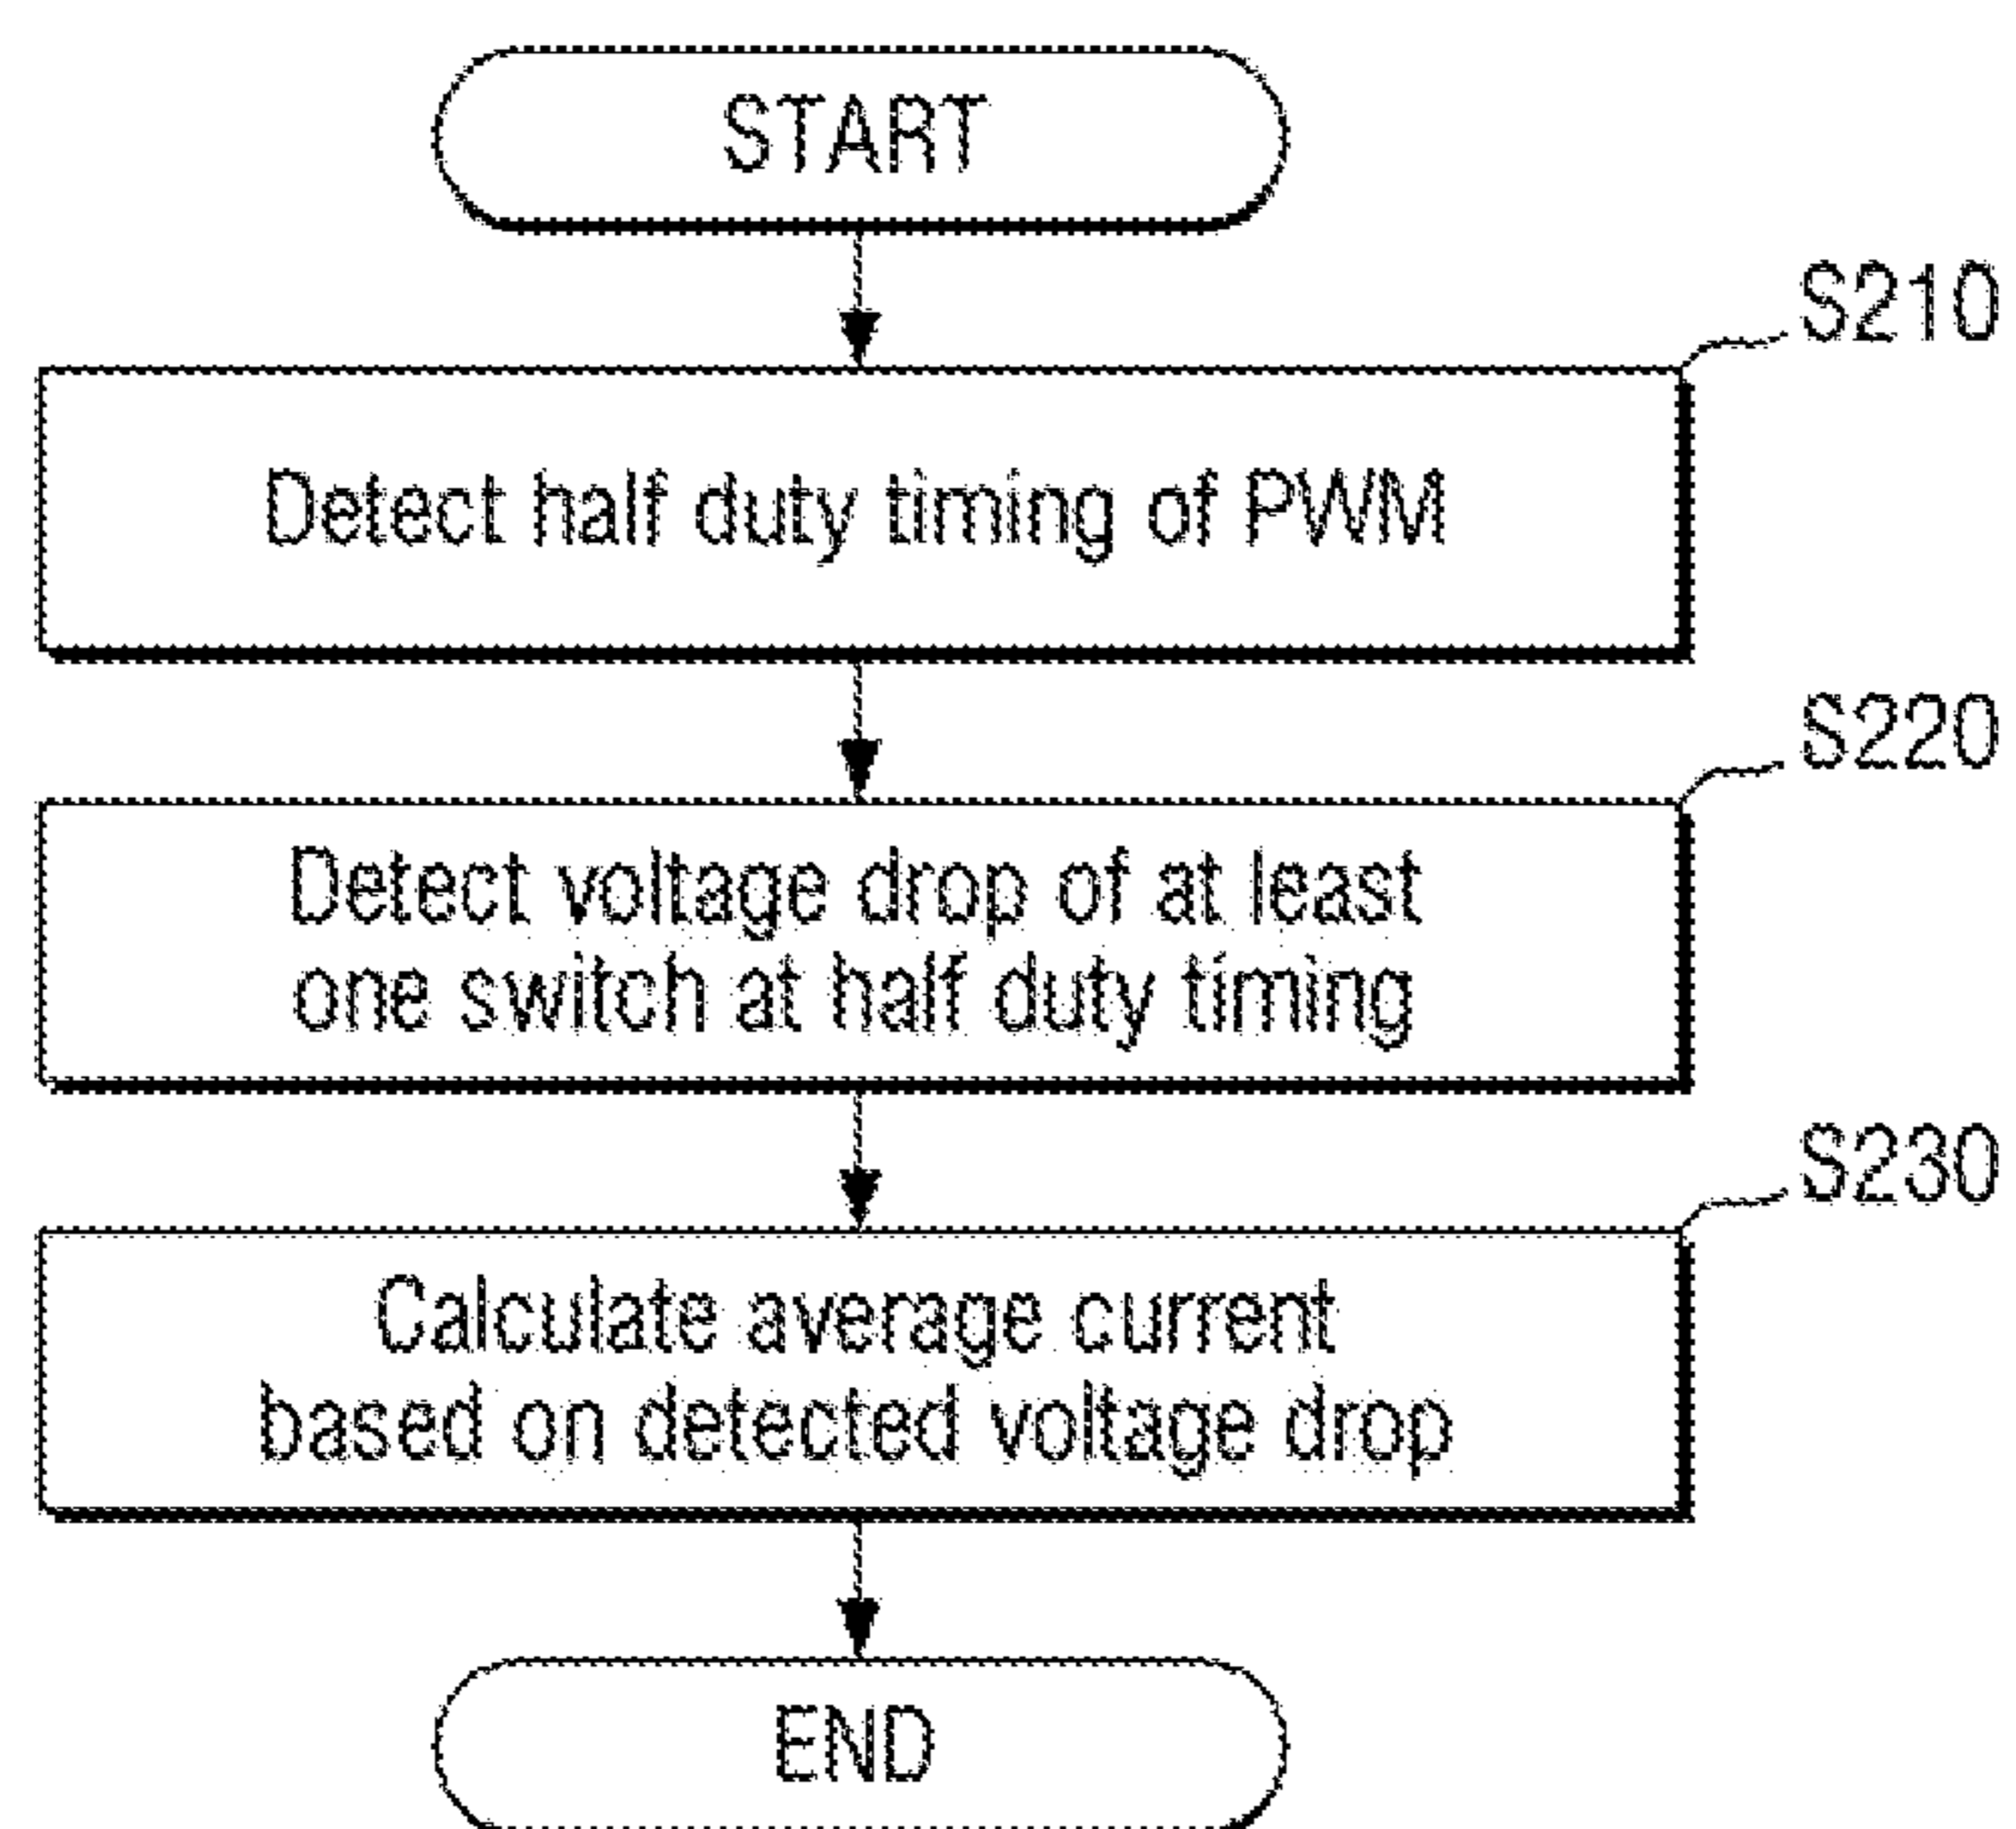 START
S210
Detect half duty timing of PWM
S220
Detect voltage drop of at least
one switch at half duty timing
S230
Calculate average current
based on detected voltage drop
END